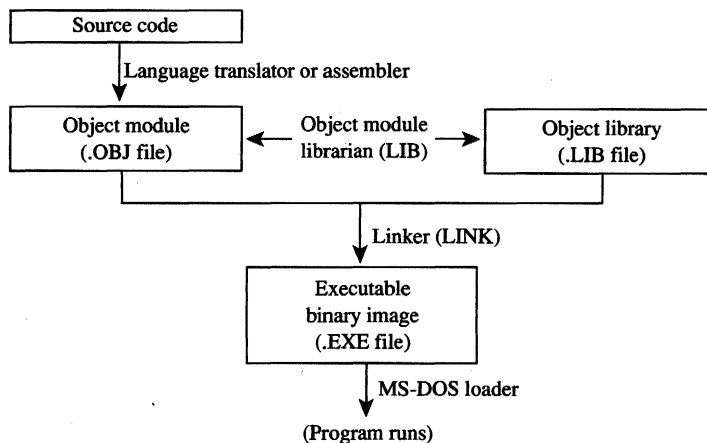 Source code
Language translator or assembler
Object module
(.OBJ file)
Object module
librarian (LIB)
Object library
(.LIB file)
Linker (LINK)
Executable
binary image
(.EXE file)
MS-DOS loader
(Program runs)